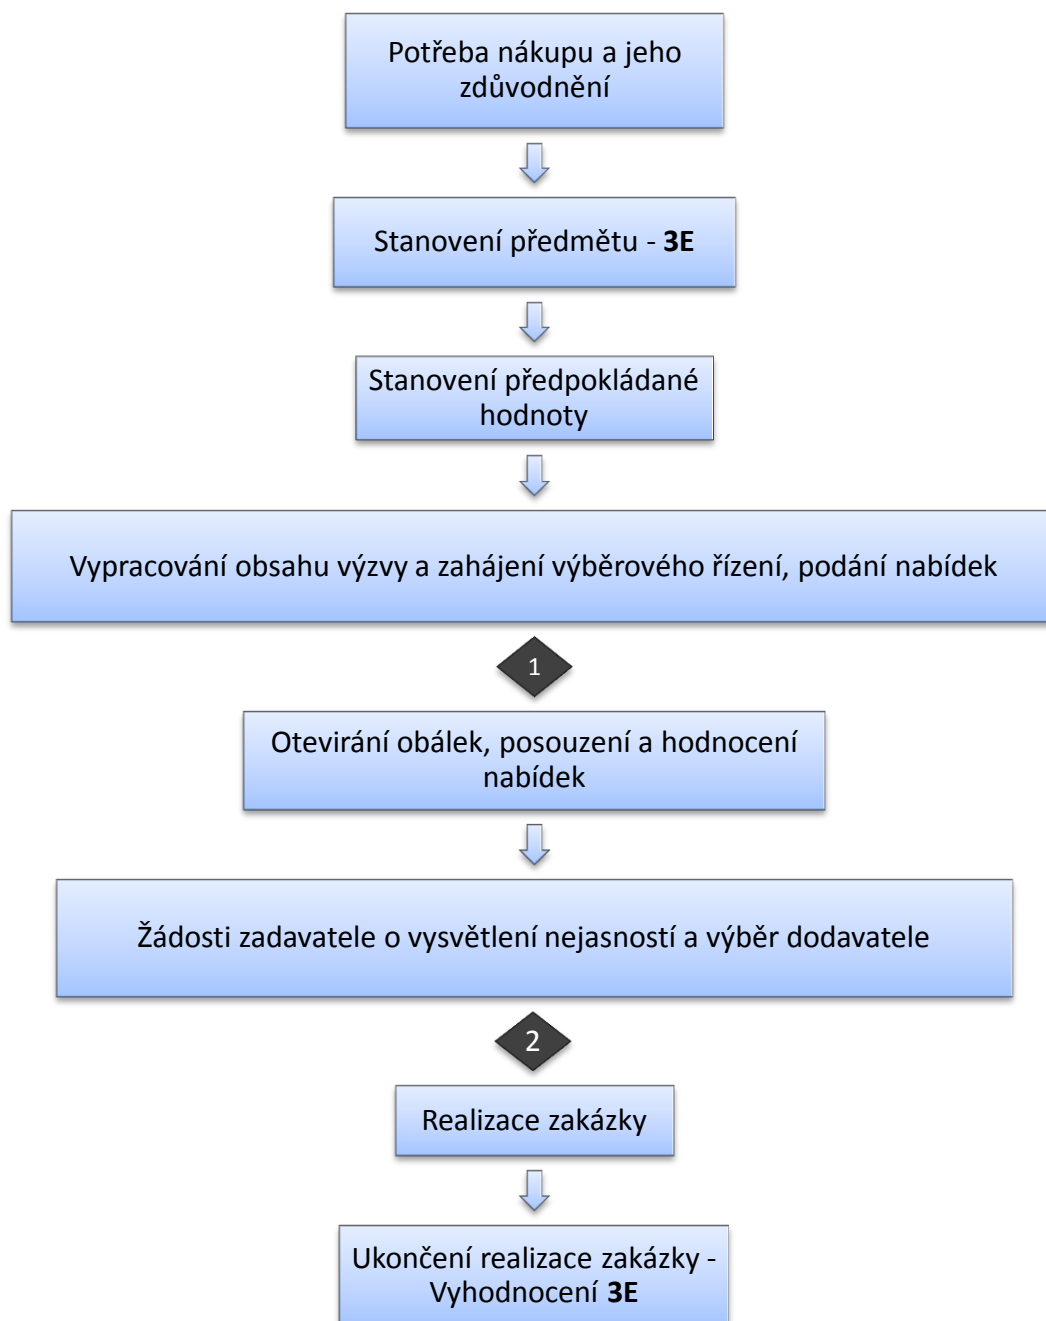 Potřeba nákupu a jeho
zdůvodnění
Stanovení předmětu - 3E
Stanovení předpokládané
hodnoty
Vypracování obsahu výzvy a zahájení výběrového řízení, podání nabídek
1
Otevirání obálek, posouzení a hodnocení
nabídek
Žádosti zadavatele o vysvětlení nejasností a výběr dodavatele
2
Realizace zakázky
Ukončení realizace zakázky -
Vyhodnocení 3E